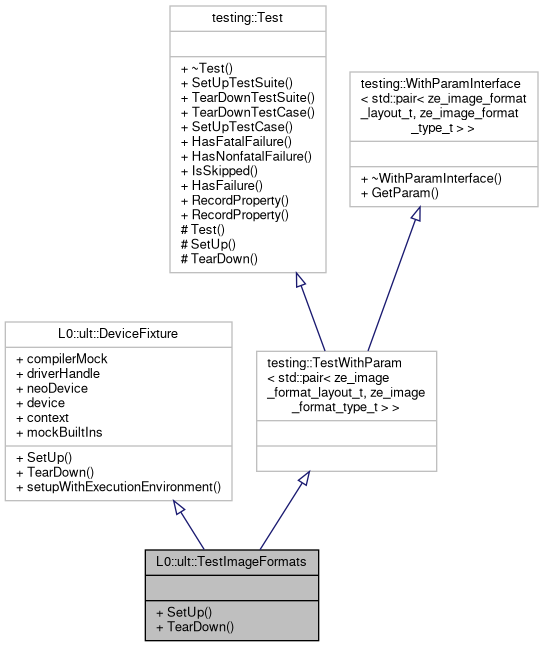 testing::Test
+ ~Test()
+ SetUpTestSuite()
+ TearDownTestSuite()
+ TearDownTestCase()
+ SetUpTestCase()
+ HasFatalFailure()
+ HasNonfatalFailure()
+ IsSkipped()
+ HasFailure()
+ RecordProperty()
+ RecordProperty()
# Test()
# SetUp()
# TearDown()
testing::WithParamInterface
< std::pair< ze_image_format
_layout_t, ze_image_format
_type_t > >
+ ~WithParamInterface()
+ GetParam()
L0::ult::DeviceFixture
+ compilerMock
+ driverHandle
+ neoDevice
+ device
+ context
+ mockBuiltIns
+ SetUp()
+ TearDown()
+ setupWithExecutionEnvironment()
testing::TestWithParam
< std::pair< ze_image
_format_layout_t, ze_image
_format_type_t > >
L0::ult::TestImageFormats
+ SetUp()
+ TearDown()